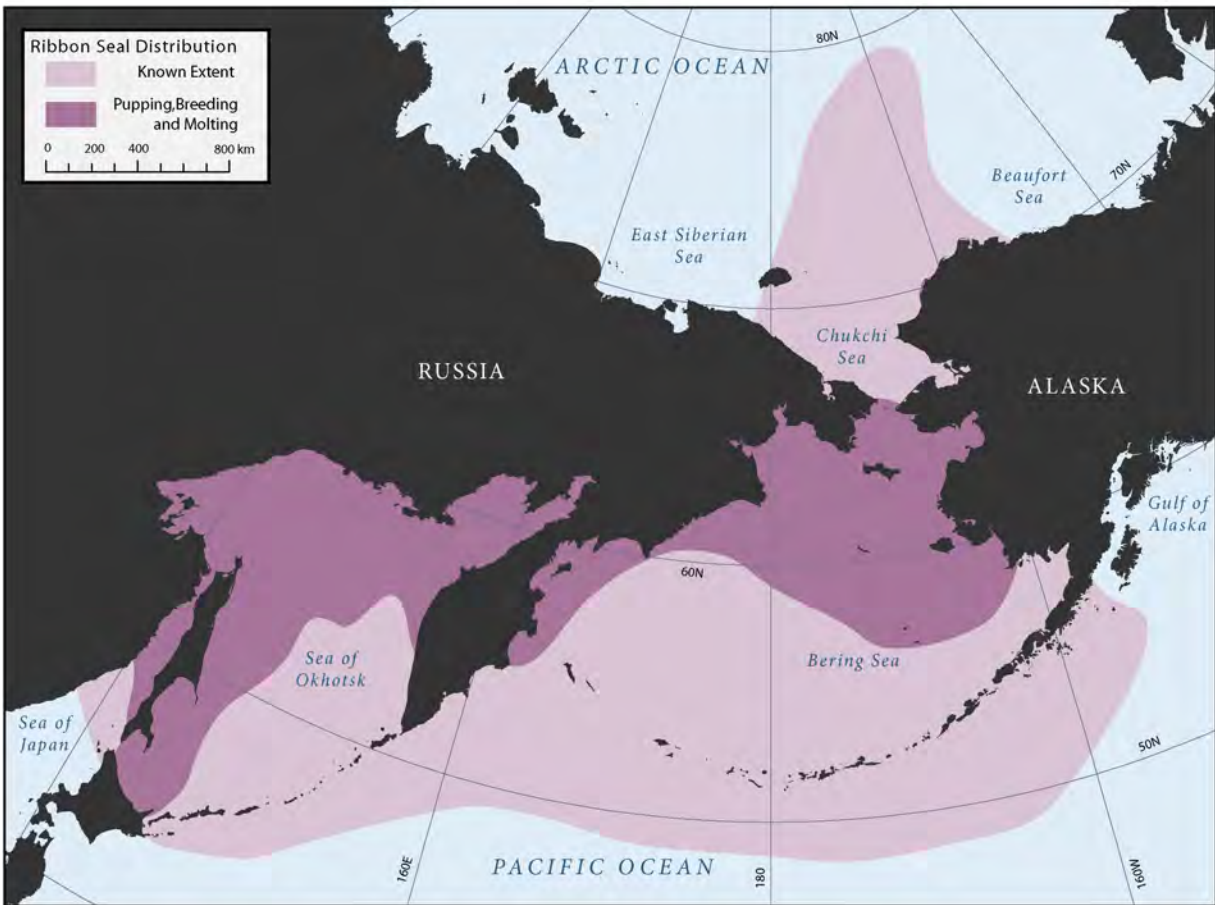 Ribbon Seal Distribution
Known Extent
Pupping,Breeding
and Molting
0 200 400 800 km
80N
ARCTIC OCEAN
Beaufort
Sea
70N
East Siberian
Sea
Chukchi
Sea
RUSSIA
ALASKA
Gulf of
Alaska
60N
Sea of
Okhotsk
Bering Sea
Sea of
Japan
50N
PACIFIC OCEAN
160E
180
160W